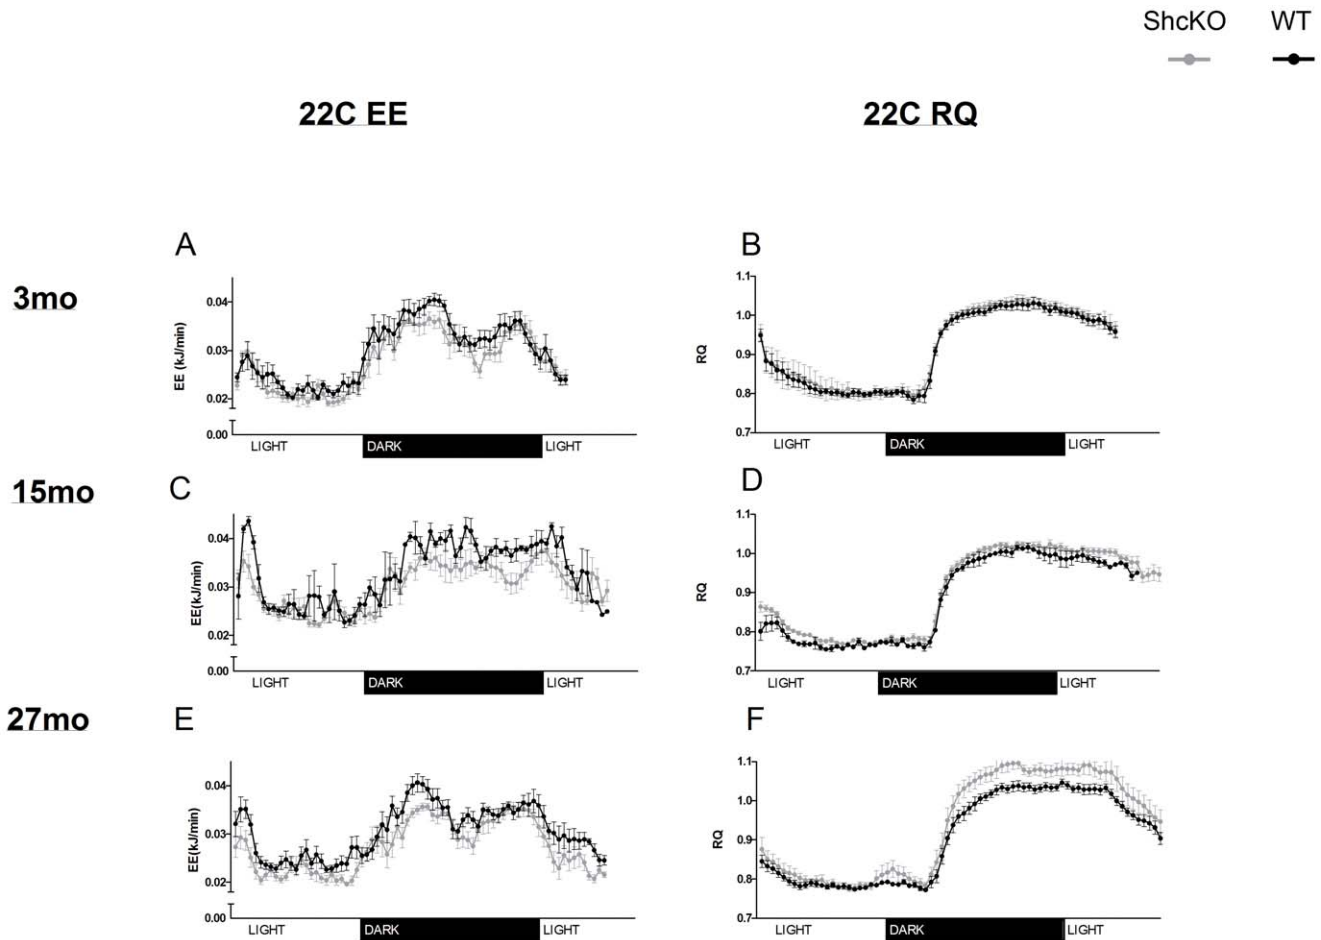 ShcKO WT
22C EE 22C RQ
3mo
A
EE (kJ/min)
0.04
0.03
0.02
0.00
LIGHT DARK LIGHT
B
RQ
1.1
1.0
0.9
0.8
0.7
LIGHT DARK LIGHT
15mo
C
EE(kJ/min)
0.04
0.03
0.02
0.00
LIGHT DARK LIGHT
D
RQ
1.1
1.0
0.9
0.8
0.7
LIGHT DARK LIGHT
27mo
E
EE(kJ/min)
0.04
0.03
0.02
0.00
LIGHT DARK LIGHT
F
RQ
1.1
1.0
0.9
0.8
0.7
LIGHT DARK LIGHT